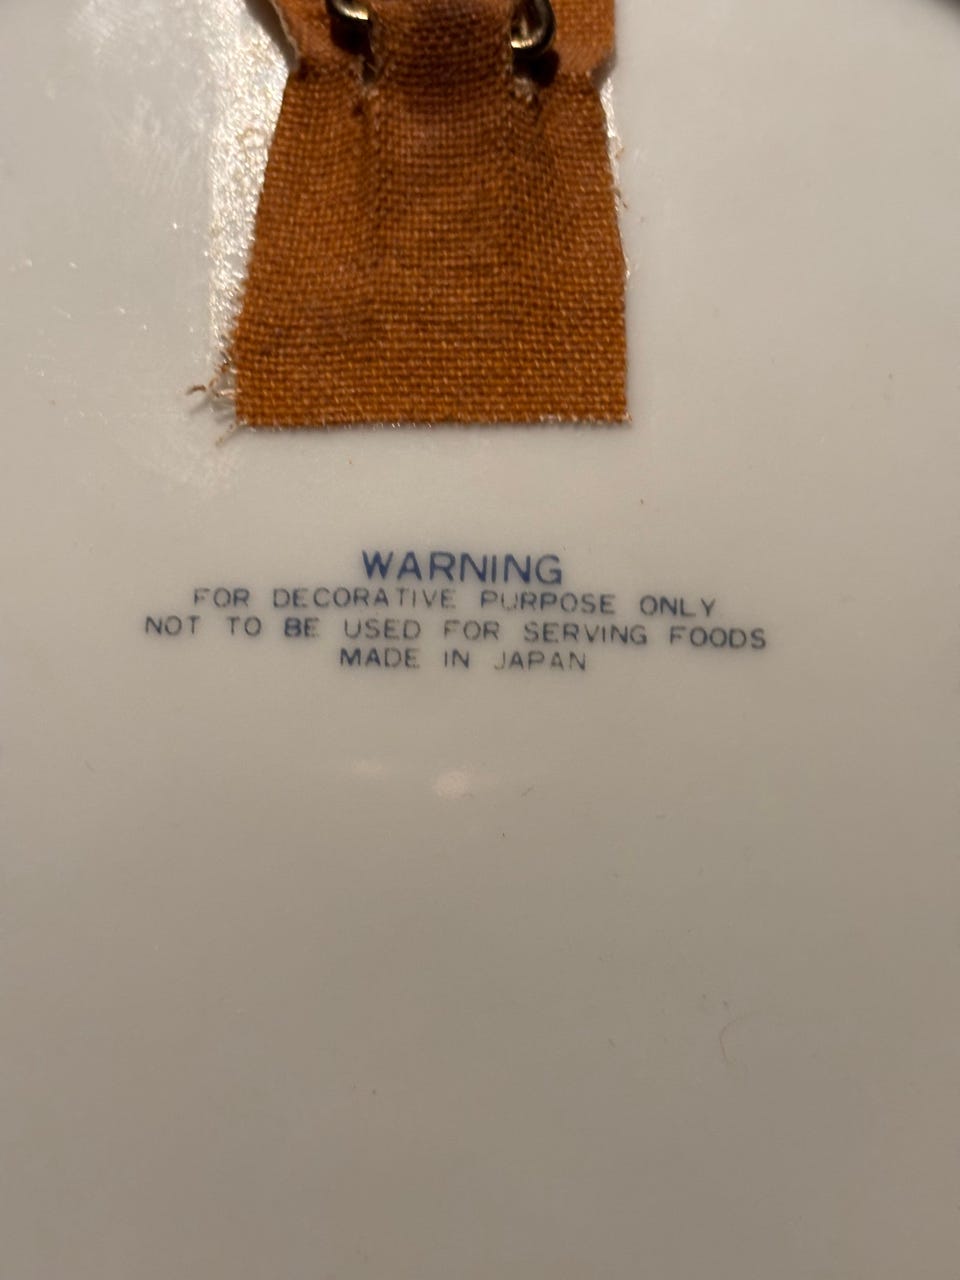 WARNING
FOR DECORATIVE PURPOSE ONLY
NOT TO BE USED FOR SERVING FOODS
MADE IN JAPAN